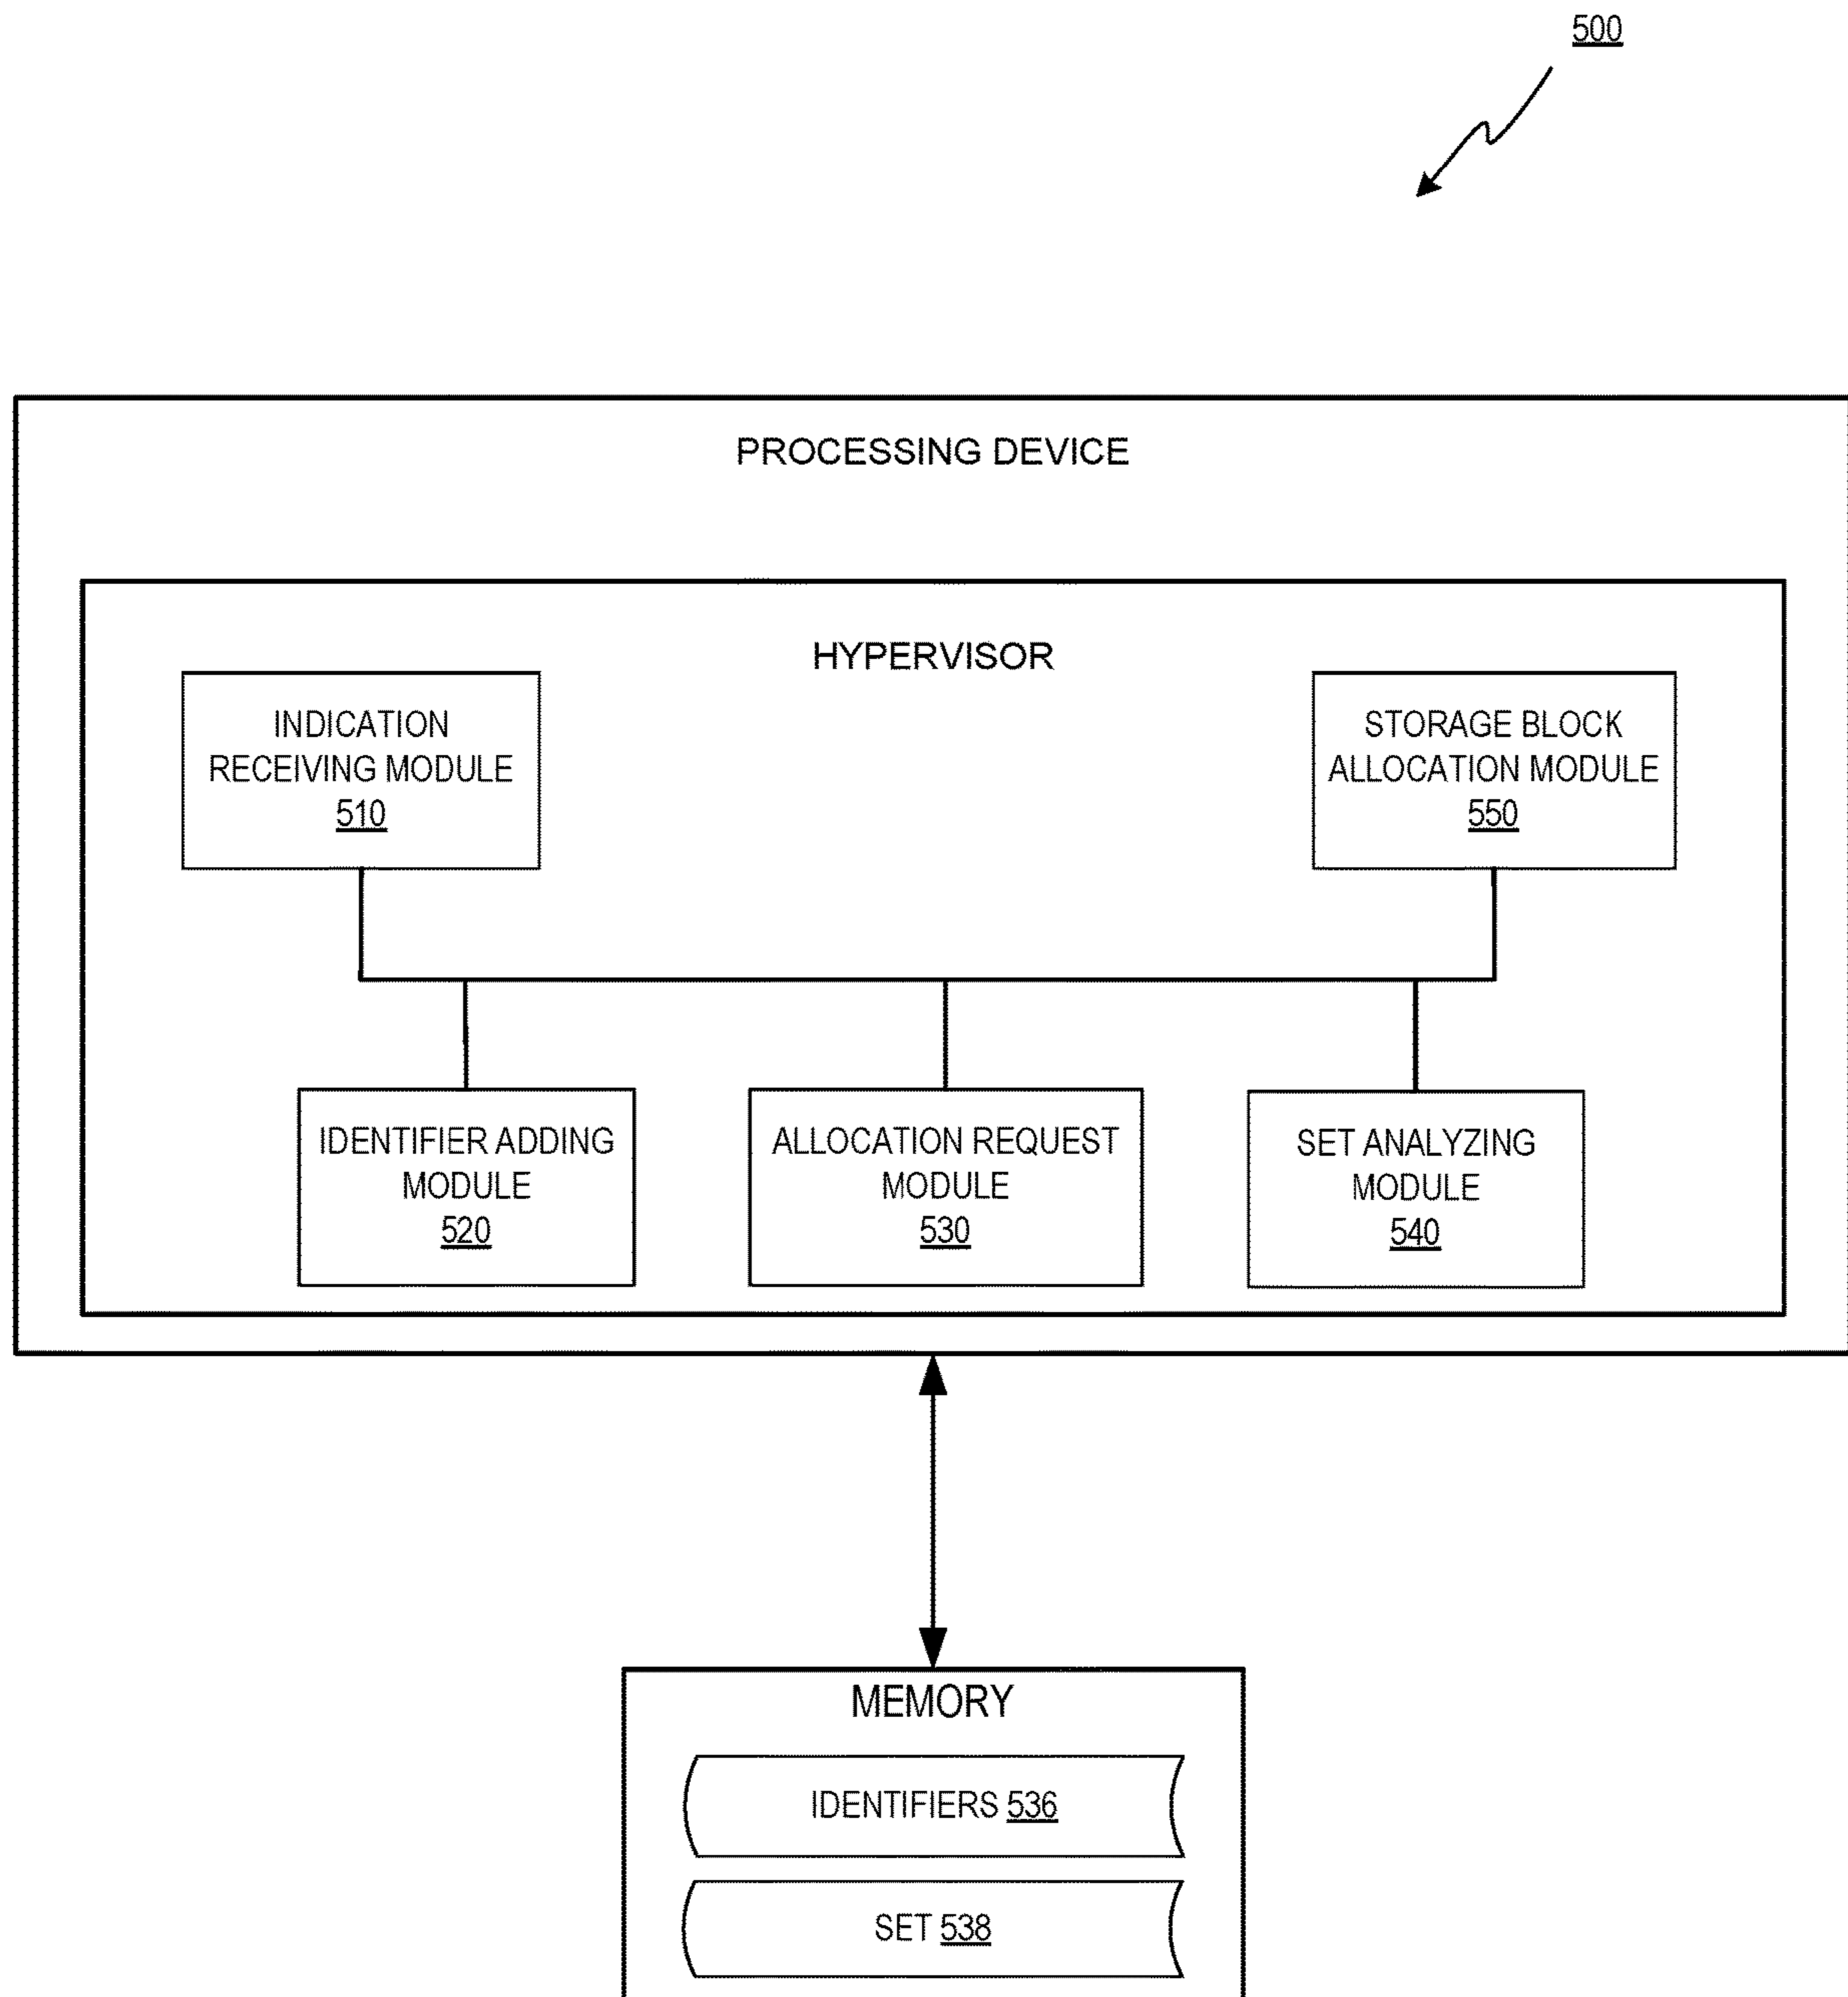 500
PROCESSING DEVICE
HYPERVISOR
INDICATION
RECEIVING MODULE
510
STORAGE BLOCK
ALLOCATION MODULE
550
IDENTIFIER ADDING
MODULE
520
ALLOCATION REQUEST
MODULE
530
SET ANALYZING
MODULE
540
MEMORY
IDENTIFIERS 536
SET 538